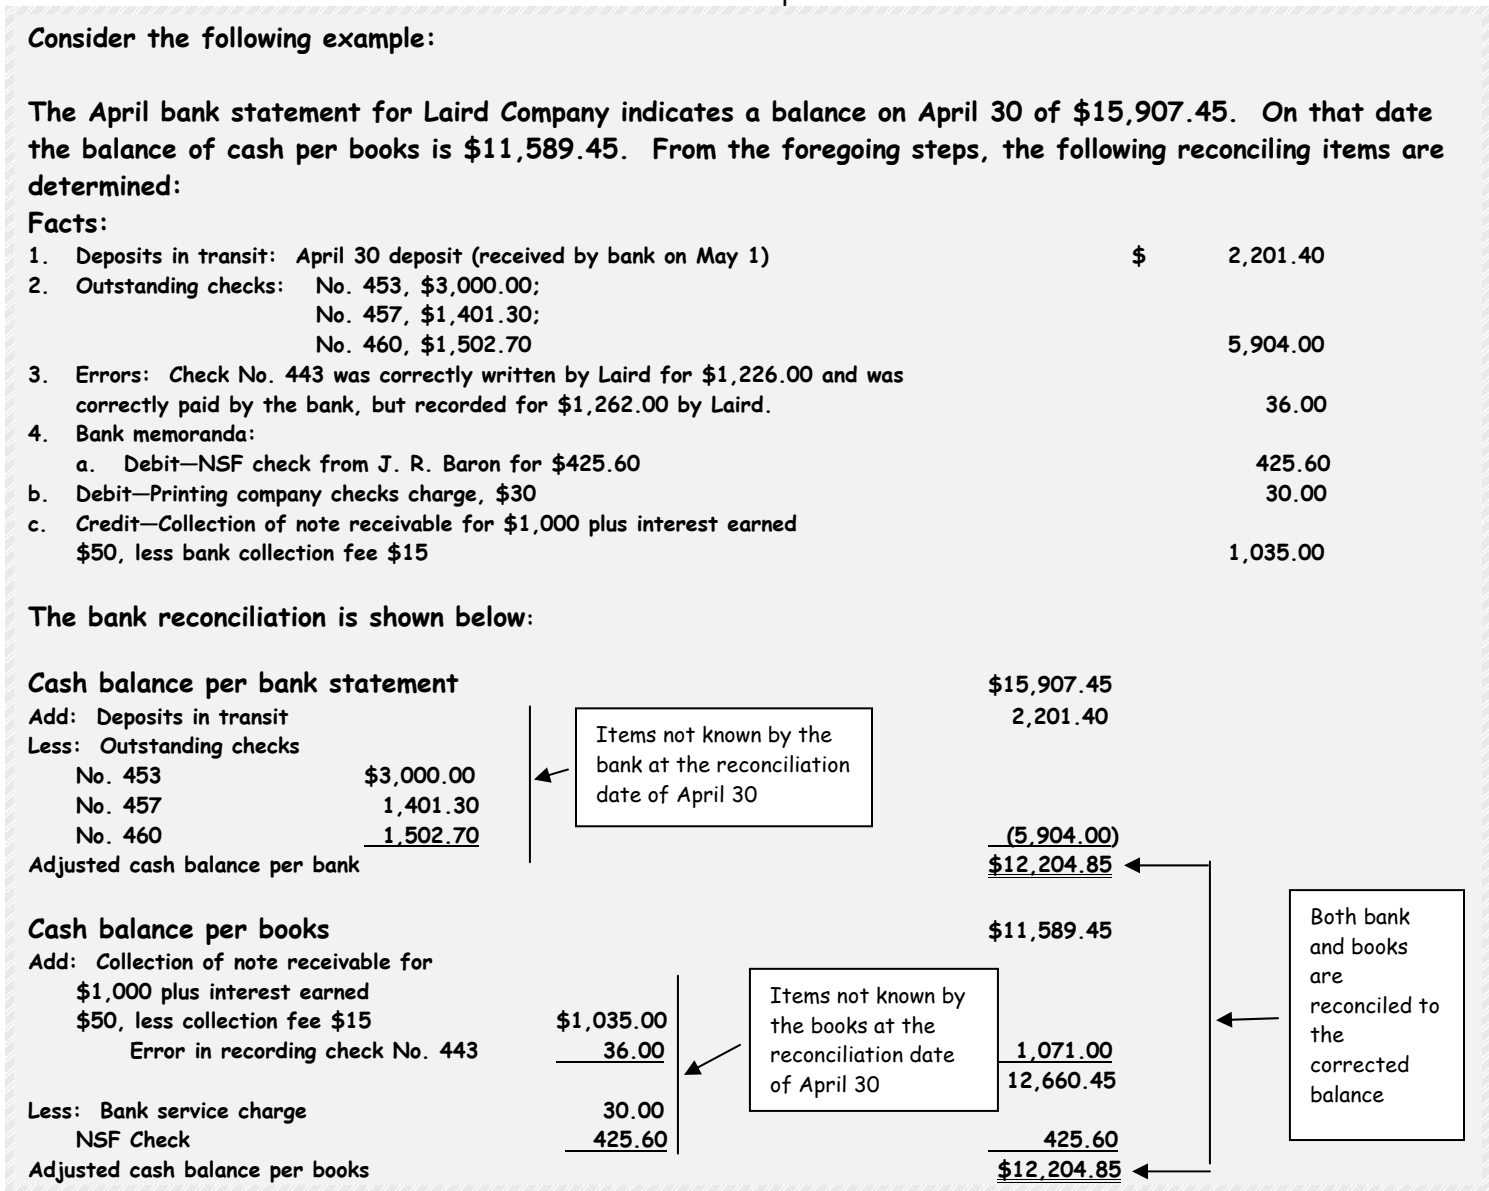 Consider the following example:
The April bank statement for Laird Company indicates a balance on April 30 of $15,907.45. On that date
the balance of cash per books is $11,589.45. From the foregoing steps, the following reconciling items are
determined:
Facts:
1. Deposits in transit: April 30 deposit (received by bank on May 1) $ 2,201.40
2. Outstanding checks: No. 453, $3,000.00;
No. 457, $1,401.30;
No. 460, $1,502.70 5,904.00
3. Errors: Check No. 443 was correctly written by Laird for $1,226.00 and was
correctly paid by the bank, but recorded for $1,262.00 by Laird. 36.00
4. Bank memoranda:
a. Debit—NSF check from J. R. Baron for $425.60 425.60
b. Debit—Printing company checks charge, $30 30.00
c. Credit—Collection of note receivable for $1,000 plus interest earned
$50, less bank collection fee $15 1,035.00
The bank reconciliation is shown below:
Cash balance per bank statement $15,907.45
Add: Deposits in transit 2,201.40
Less: Outstanding checks
No. 453 $3,000.00
No. 457 1,401.30
No. 460 1,502.70 (5,904.00)
Adjusted cash balance per bank $12,204.85
Items not known by the
bank at the reconciliation
date of April 30
Cash balance per books $11,589.45
Add: Collection of note receivable for
$1,000 plus interest earned
$50, less collection fee $15 $1,035.00
Error in recording check No. 443 36.00 1,071.00
12,660.45
Less: Bank service charge 30.00
NSF Check 425.60 425.60
Adjusted cash balance per books $12,204.85
Items not known by
the books at the
reconciliation date
of April 30
Both bank
and books
are
reconciled to
the
corrected
balance